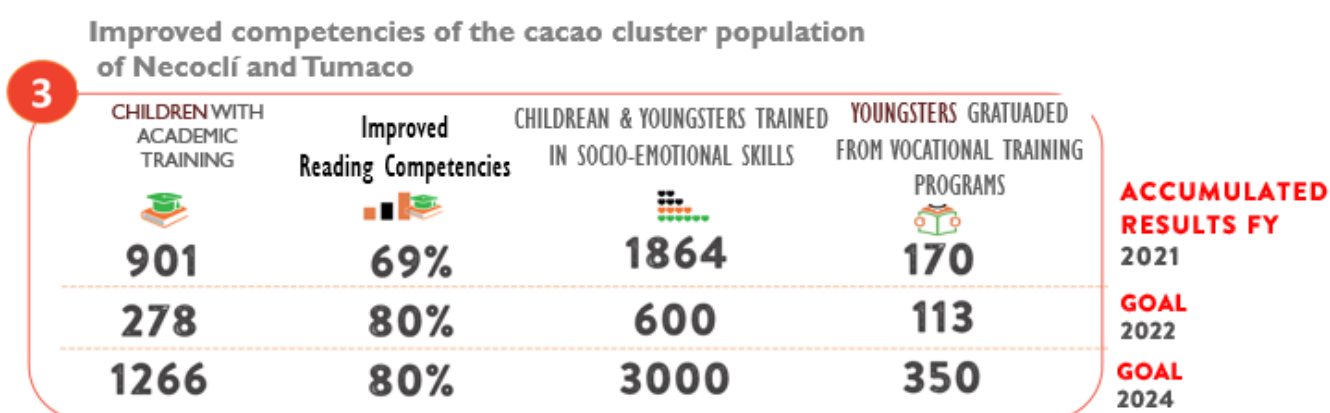 Improved competencies of the cacao cluster population
of Necoclí and Tumaco
3
CHILDREN WITH
ACADEMIC
TRAINING
Improved
Reading Competencies
CHILDREAN & YOUNGSTERS TRAINED
IN SOCIO-EMOTIONAL SKILLS
YOUNGSTERS GRATUADED
FROM VOCATIONAL TRAINING
PROGRAMS
901 69% 1864 170
ACCUMULATED
RESULTS FY
2021
278 80% 600 113
GOAL
2022
1266 80% 3000 350
GOAL
2024